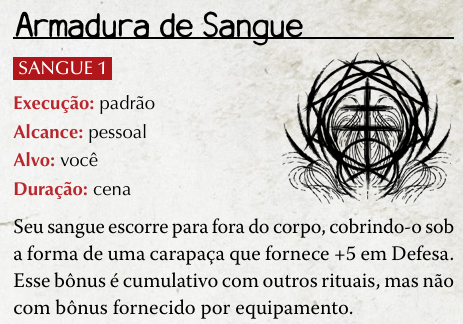 Armadura de Sangue
SANGUE 1
Execução: padrão
Alcance: pessoal
Alvo: você
Duração: cena
Seu sangue escorre para fora do corpo, cobrindo-o sob
a forma de uma carapaça que fornece +5 em Defesa.
Esse bônus é cumulativo com outros rituais, mas não
com bônus fornecido por equipamento.